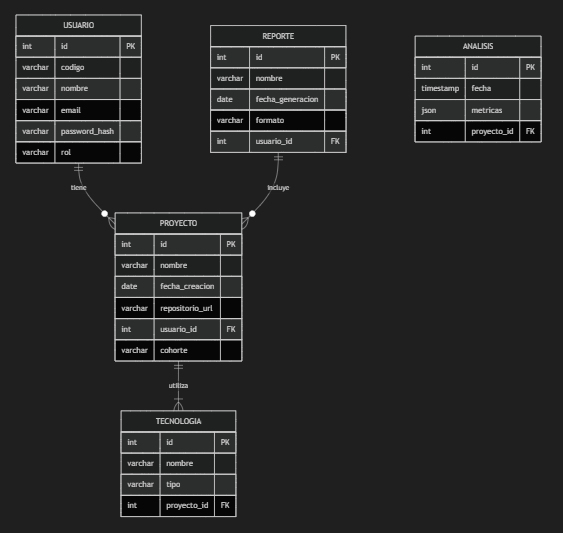 USUARIO
int id PK
varchar codigo
varchar nombre
varchar email
varchar password_hash
varchar rol
REPORTE
int id PK
varchar nombre
date fecha_generacion
varchar formato
int usuario_id FK
ANALISIS
int id PK
timestamp fecha
json metricas
int proyecto_id FK
tiene
incluye
PROYECTO
int id PK
varchar nombre
date fecha_creacion
varchar repositorio_url
int usuario_id FK
varchar cohorte
utiliza
TECNOLOGIA
int id PK
varchar nombre
varchar tipo
int proyecto_id FK